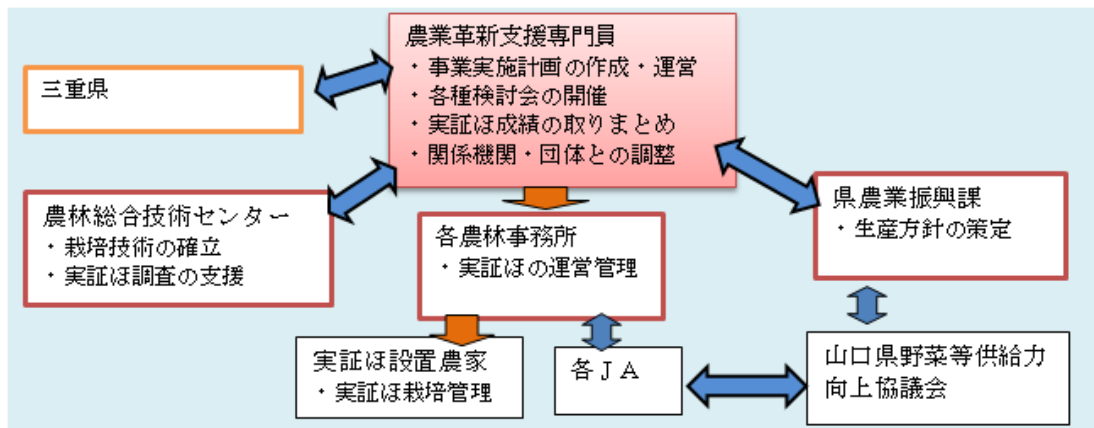 農業革新支援専門員
・事業実施計画の作成・運営
・各種検討会の開催
・実証ほ成績の取りまとめ
・関係機関・団体との調整
三重県
農林総合技術センター
・栽培技術の確立
・実証ほ調査の支援
各農林事務所
・実証ほの運営管理
県農業振興課
・生産方針の策定
実証ほ設置農家
・実証ほ栽培管理
各ＪＡ
山口県野菜等供給力
向上協議会